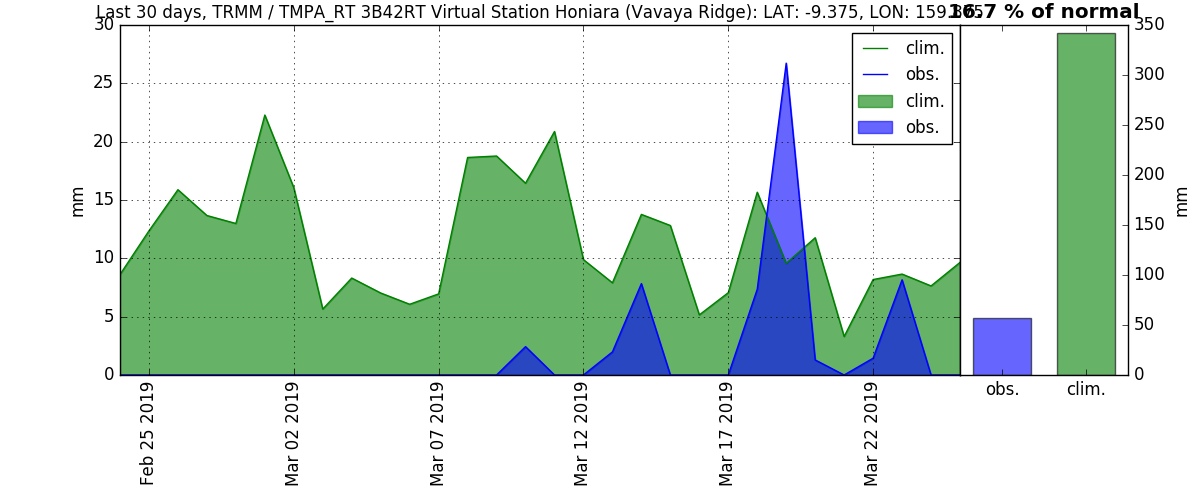 Last 30 days, TRMM / TMPA_RT 3B42RT Virtual Station Honiara (Vavaya Ridge): LAT: -9.375, LON:
16.7 % of normal
30
25
20
15
10
5
0
mm
clim.
obs.
clim.
obs.
350
300
250
200
150
100
50
0
mm
Feb 25 2019
Mar 02 2019
Mar 07 2019
Mar 12 2019
Mar 17 2019
Mar 22 2019
obs.
clim.